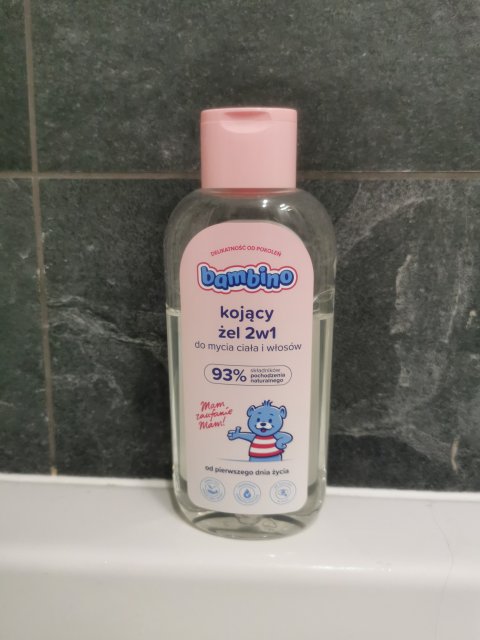 DELIKATNOŚĆ OD POKOLEŃ
bambino
kojący
żel 2w1
do mycia ciała i włosów
93% składników
pochodzenia
naturalnego
Mam
zaufanie
Mam!
od pierwszego dnia życia